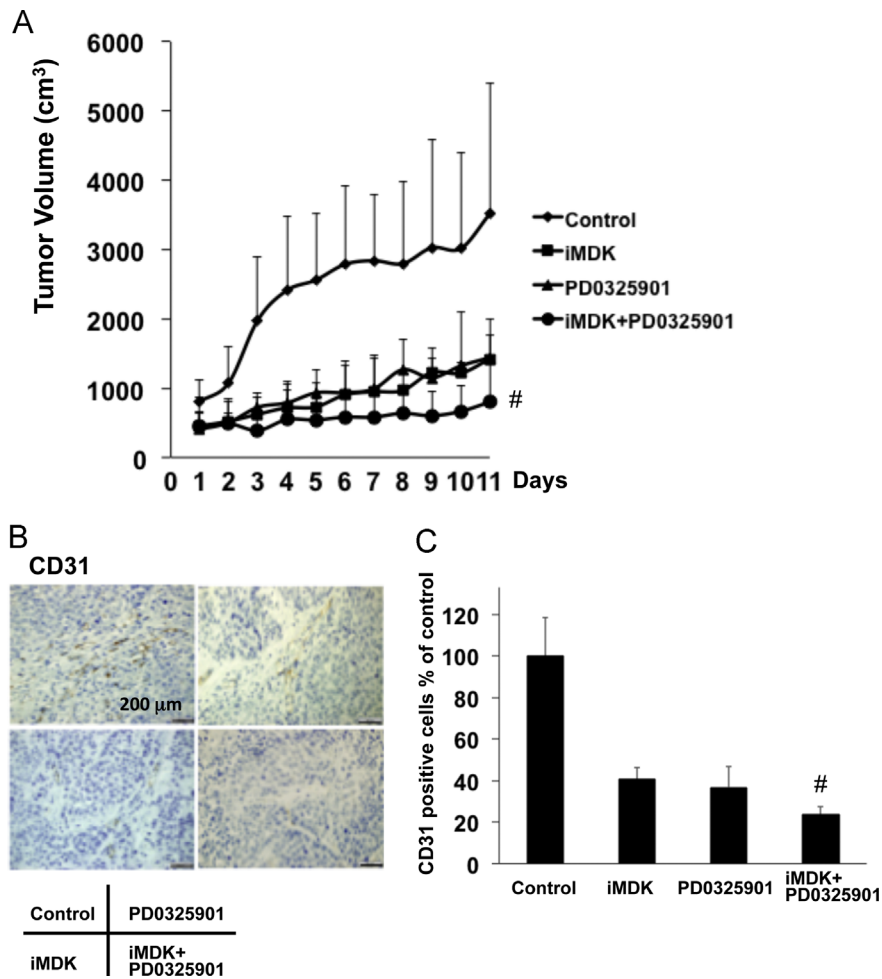 A
Tumor Volume (cm³)
6000
5000
4000
3000
2000
1000
0
0 1 2 3 4 5 6 7 8 9 10 11 Days
Control
iMDK
PD0325901
iMDK+PD0325901
#
B
CD31
200 μm
Control PD0325901
iMDK iMDK+
PD0325901
C
CD31 positive cells % of control
120
100
80
60
40
20
0
#
Control iMDK PD0325901 iMDK+
PD0325901